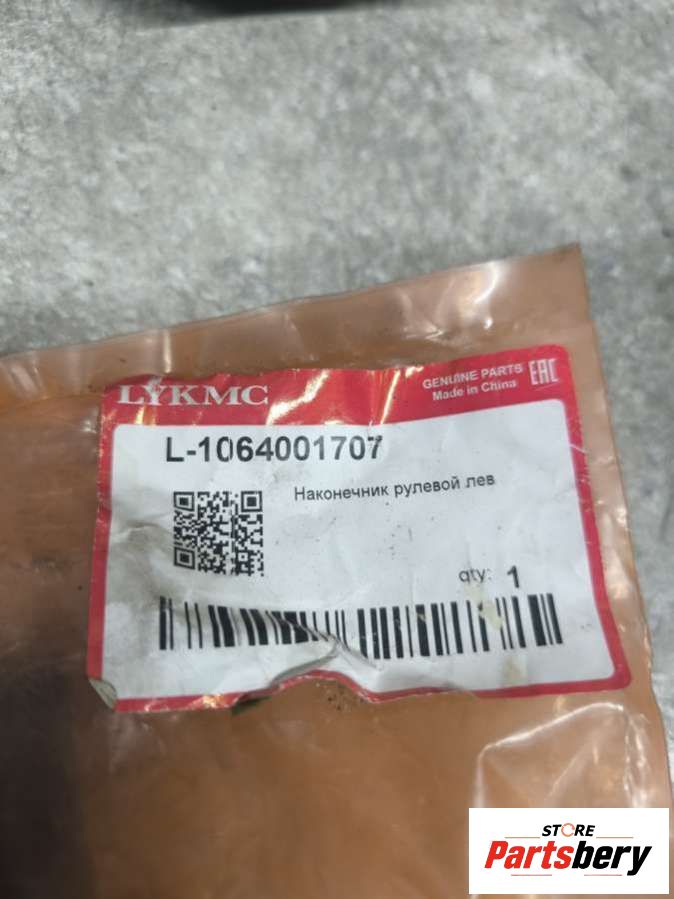 LYKMC
GENUINE PARTS
Made in China
EAC
L-1064001707
Наконечник рулевой лев
qty: 1
STORE
Partsbery